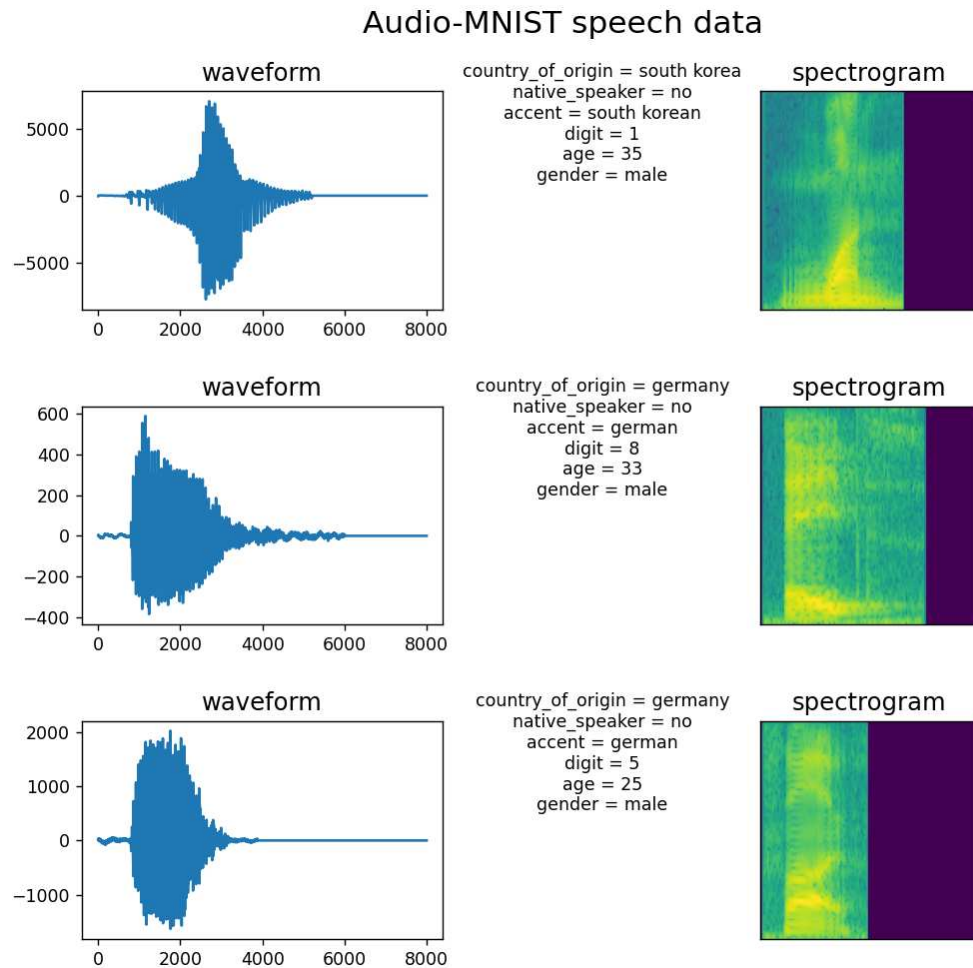 Audio-MNIST speech data
waveform
country_of_origin = south korea
native_speaker = no
accent = south korean
digit = 1
age = 35
gender = male
spectrogram
5000
0
−5000
0 2000 4000 6000 8000
waveform
country_of_origin = germany
native_speaker = no
accent = german
digit = 8
age = 33
gender = male
spectrogram
600
400
200
0
−200
−400
0 2000 4000 6000 8000
waveform
country_of_origin = germany
native_speaker = no
accent = german
digit = 5
age = 25
gender = male
spectrogram
2000
1000
0
−1000
0 2000 4000 6000 8000